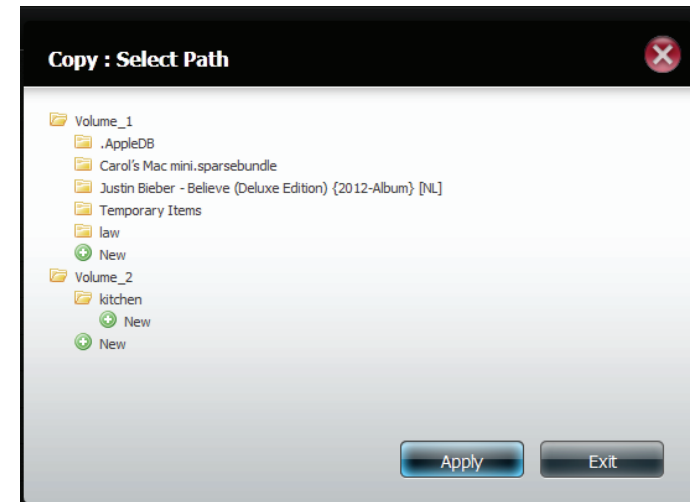 Copy : Select Path
Volume_1
.AppleDB
Carol's Mac mini.sparsebundle
Justin Bieber - Believe (Deluxe Edition) {2012-Album} [NL]
Temporary Items
law
New
Volume_2
kitchen
New
New
Apply Exit